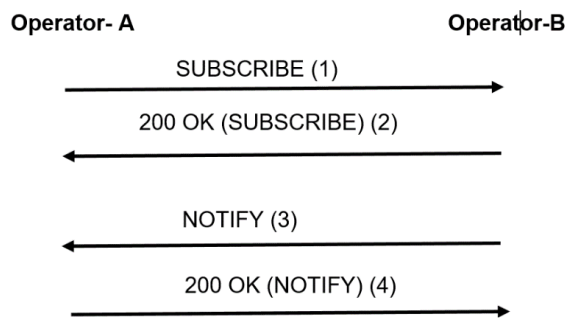 Operator- A
Operator-B
SUBSCRIBE (1)
200 OK (SUBSCRIBE) (2)
NOTIFY (3)
200 OK (NOTIFY) (4)